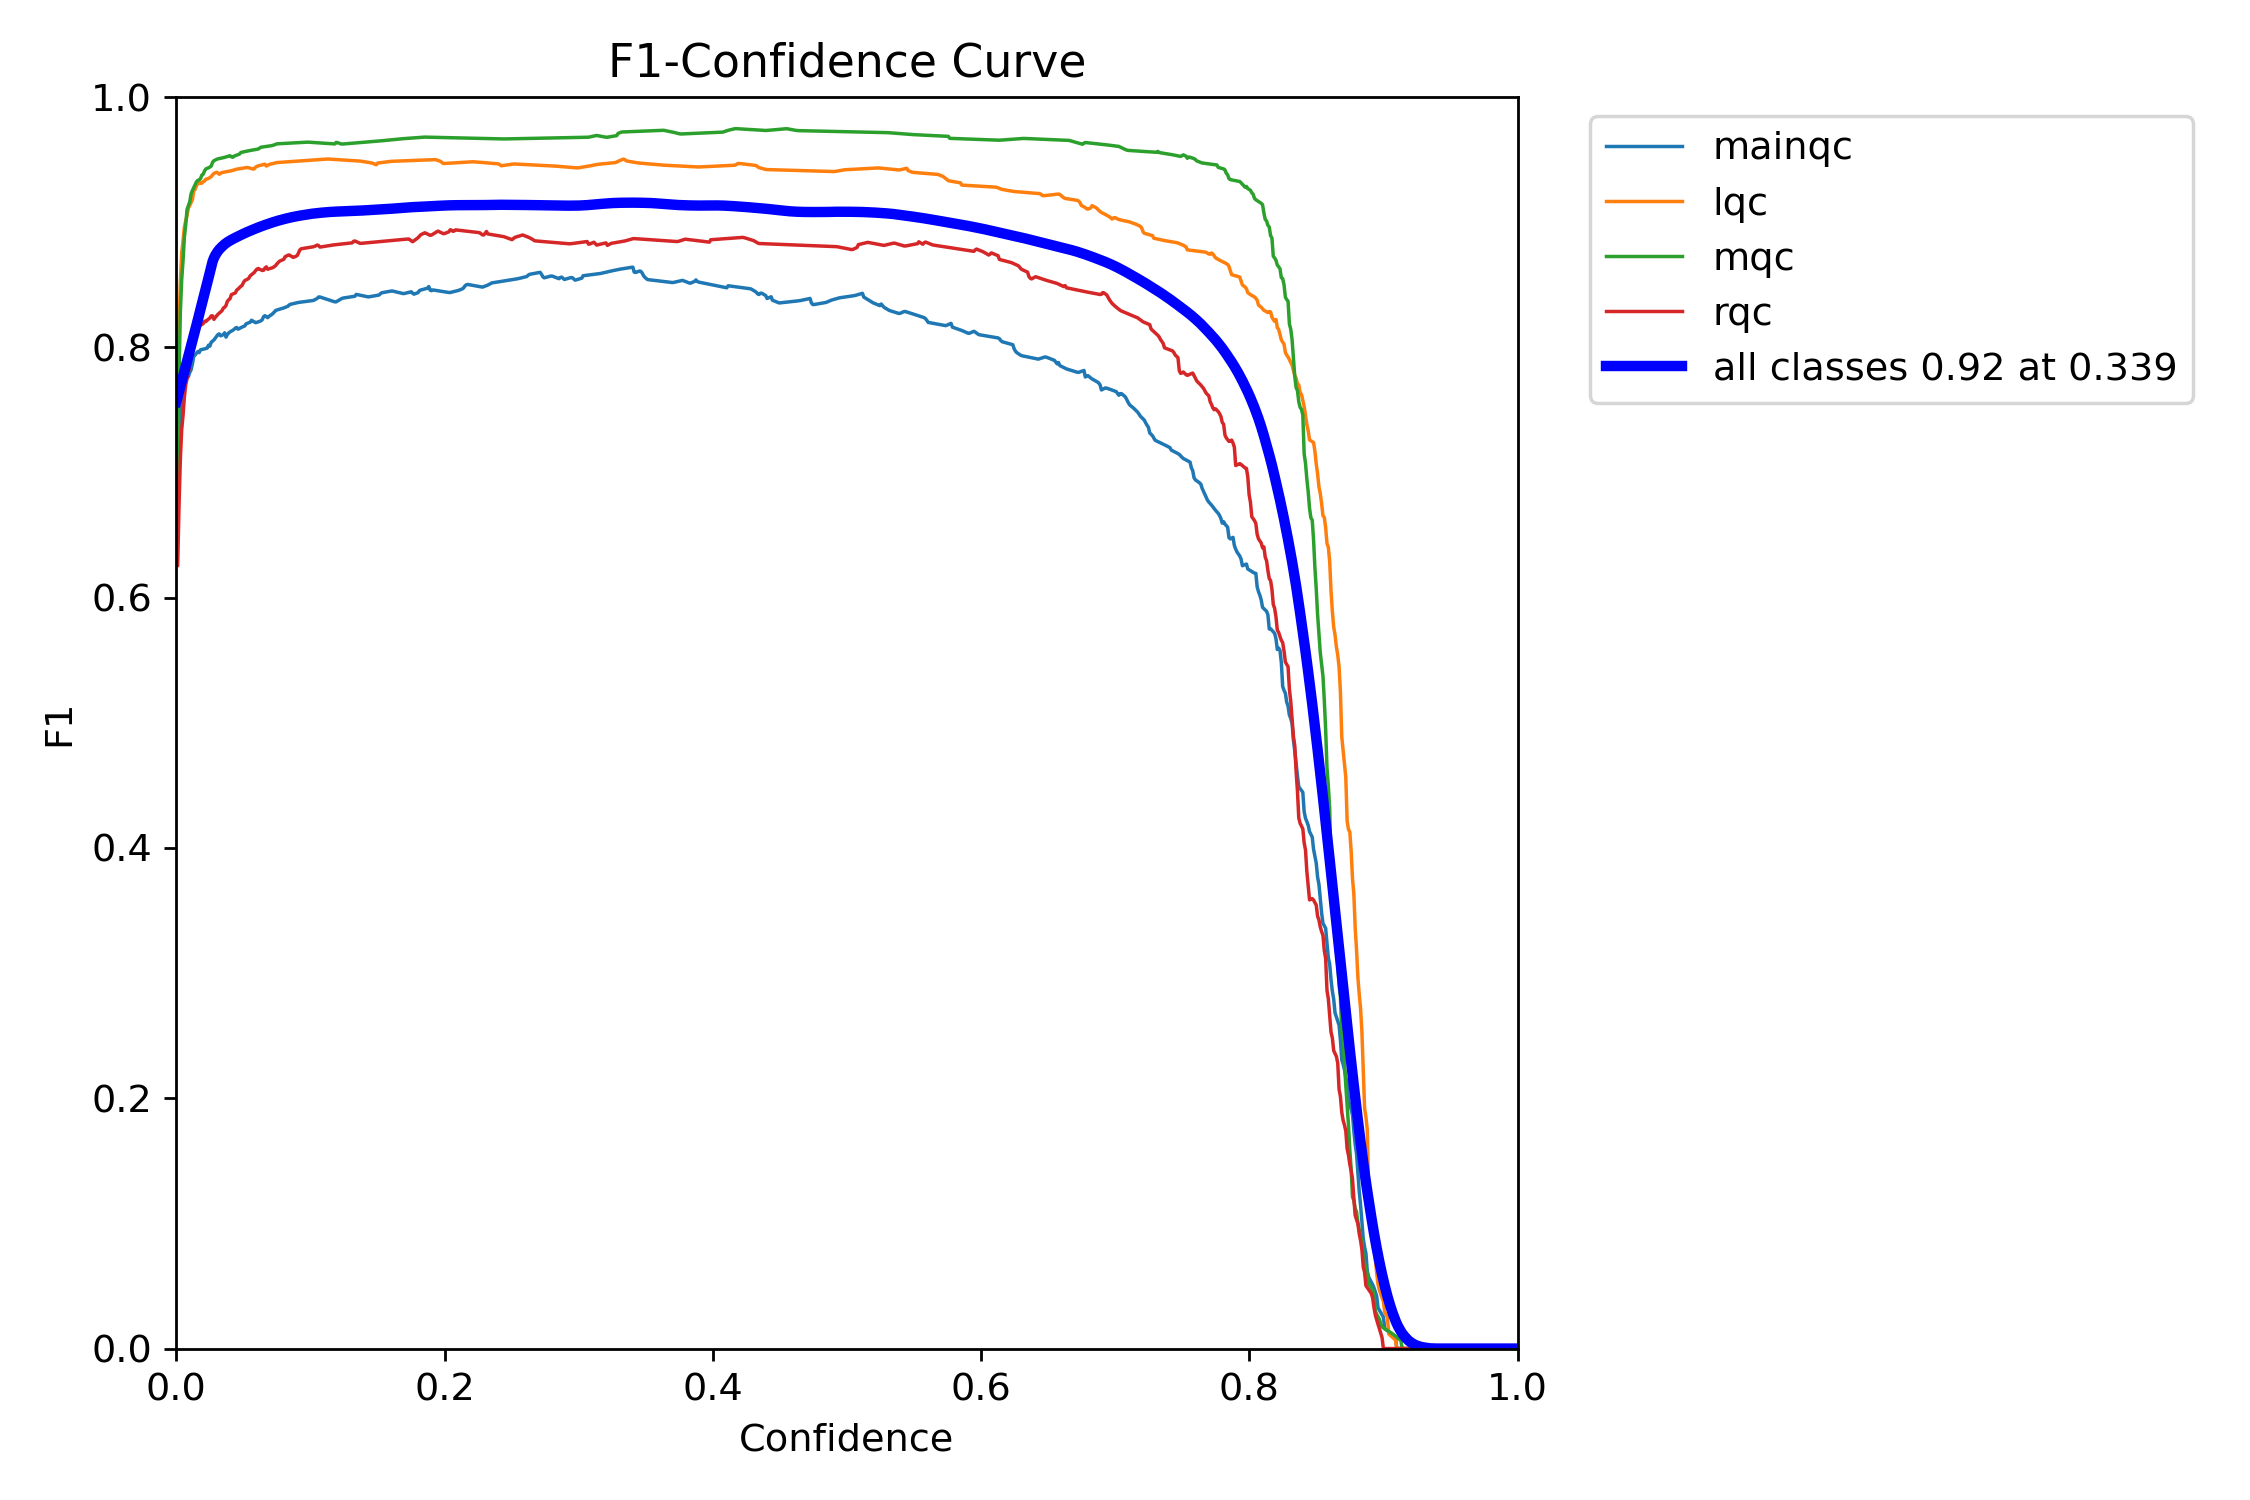 F1-Confidence Curve
1.0
0.8
0.6
0.4
0.2
0.0
F1
0.0 0.2 0.4 0.6 0.8 1.0
Confidence
mainqc
lqc
mqc
rqc
all classes 0.92 at 0.339